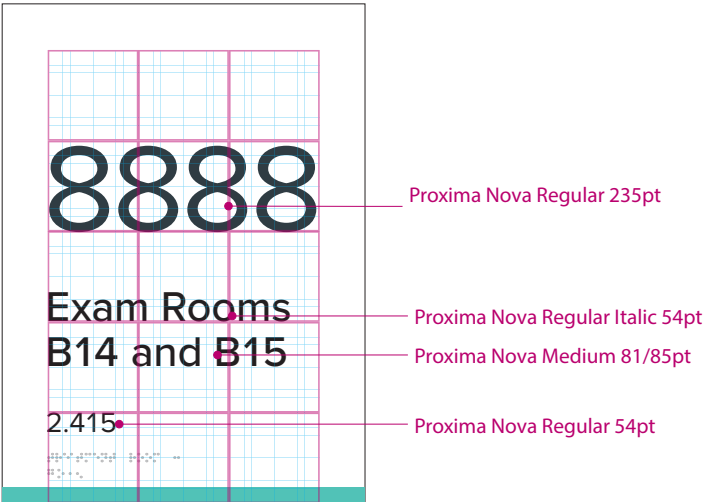 8888
Proxima Nova Regular 235pt
Exam Rooms
Proxima Nova Regular Italic 54pt
B14 and B15
Proxima Nova Medium 81/85pt
2.415
Proxima Nova Regular 54pt